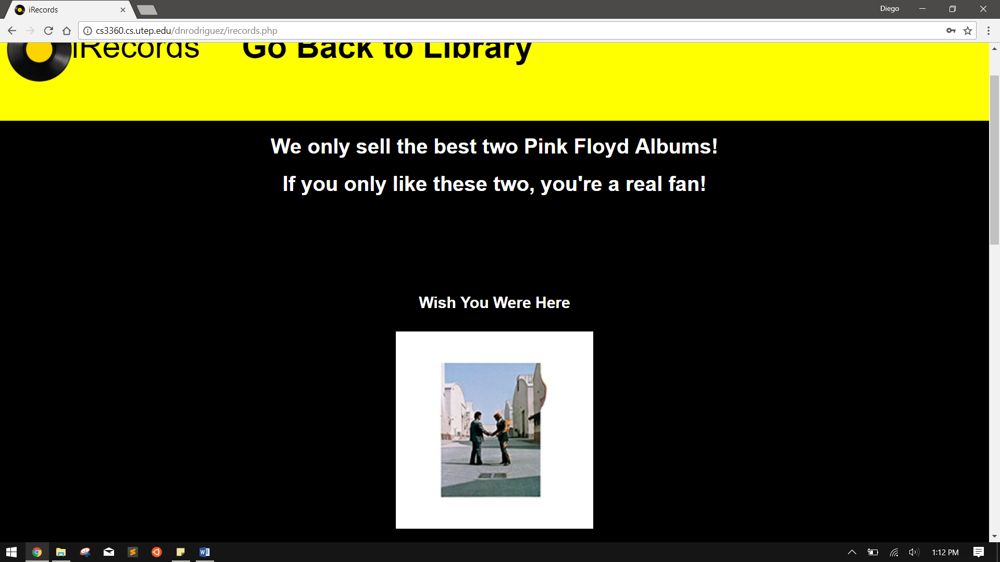 iRecords
Diego
cs3360.cs.utep.edu/dnrodriguez/irecords.php
iRecords Go Back to Library
We only sell the best two Pink Floyd Albums!
If you only like these two, you're a real fan!
Wish You Were Here
1:12 PM